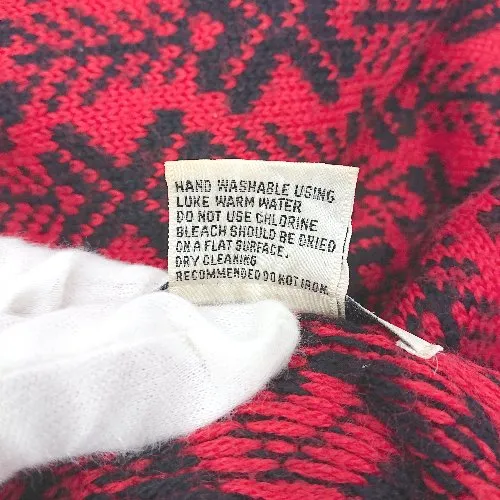 HAND WASHABLE USING
LUKE WARM WATER
DO NOT USE CHLORINE
BLEACH SHOULD BE DRIED
ON A FLAT SURFACE.
DRY CLEANING
RECOMMENDED DO NOT IRON.